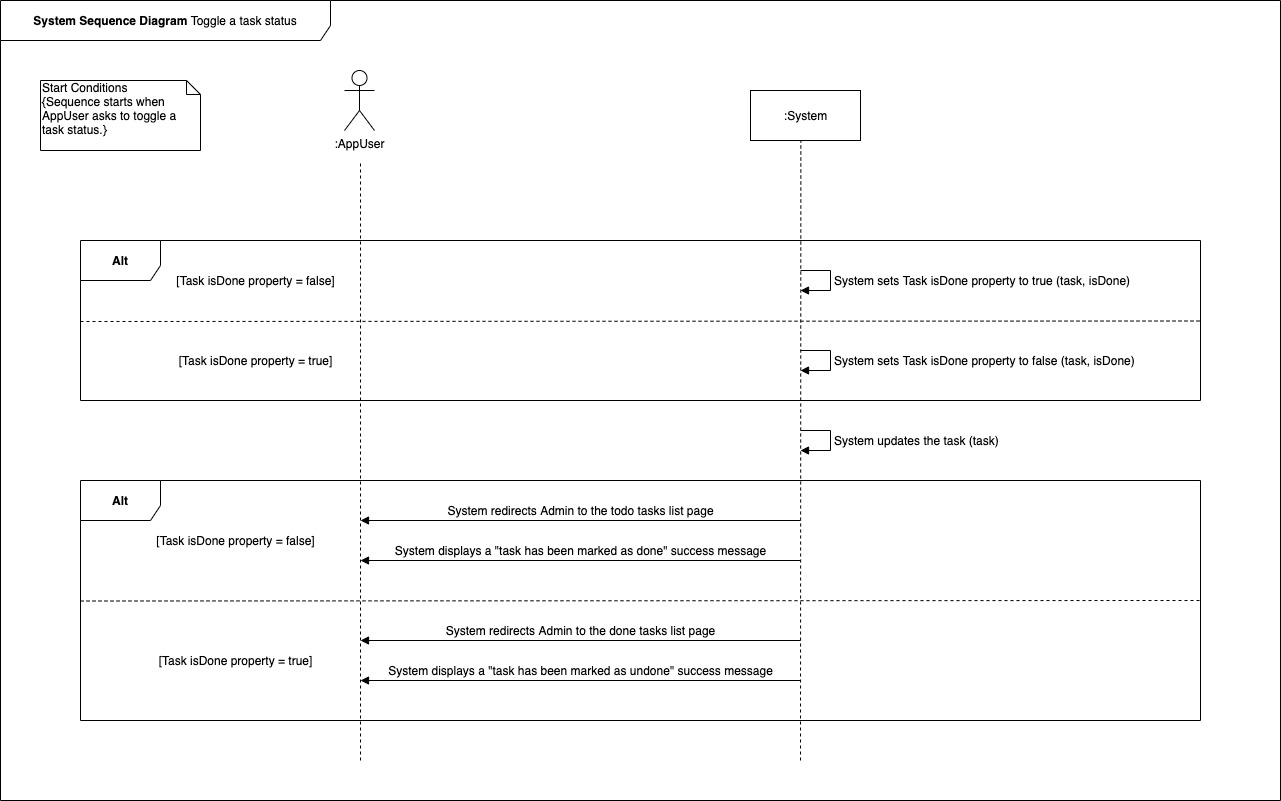 System Sequence Diagram Toggle a task status
Start Conditions
{Sequence starts when
AppUser asks to toggle a
task status.}
:AppUser
:System
Alt
[Task isDone property = false]
System sets Task isDone property to true (task, isDone)
[Task isDone property = true]
System sets Task isDone property to false (task, isDone)
System updates the task (task)
Alt
System redirects Admin to the todo tasks list page
[Task isDone property = false]
System displays a "task has been marked as done" success message
System redirects Admin to the done tasks list page
[Task isDone property = true]
System displays a "task has been marked as undone" success message